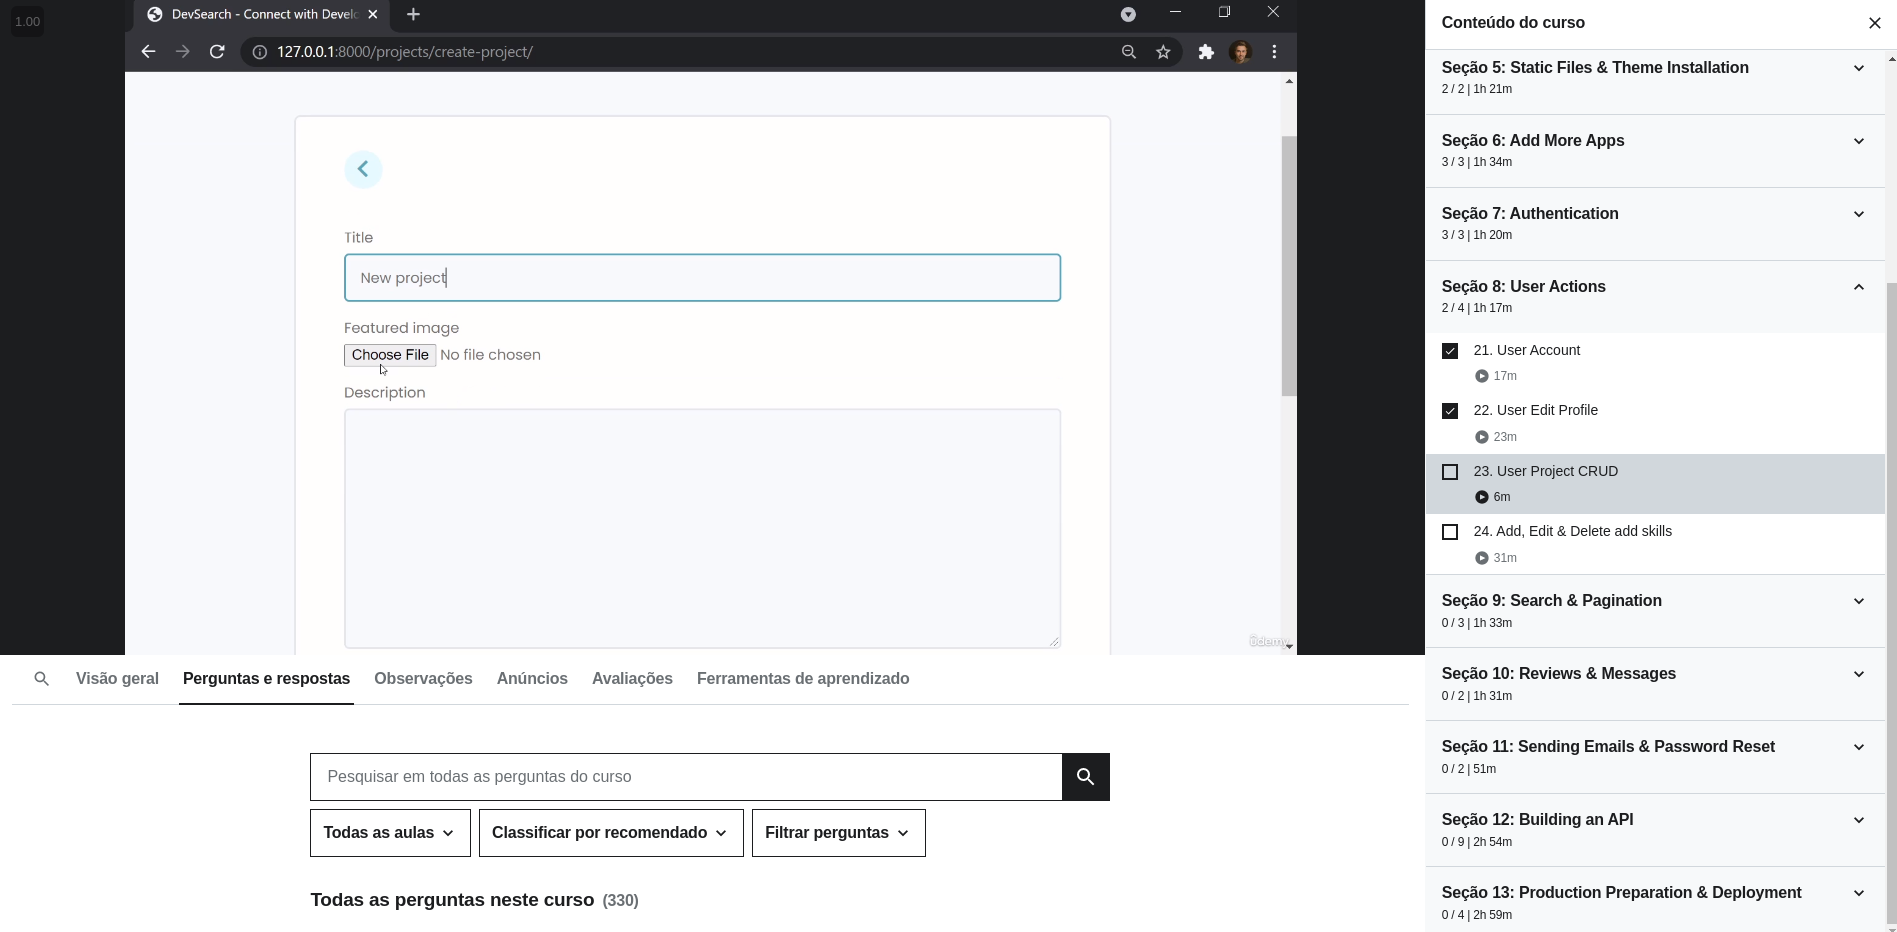 1.00
DevSearch - Connect with Devel
127.0.0.1:8000/projects/create-project/
Title
New project
Featured image
Choose File No file chosen
Description
ûdemy
Visão geral Perguntas e respostas Observações Anúncios Avaliações Ferramentas de aprendizado
Pesquisar em todas as perguntas do curso
Todas as aulas Classificar por recomendado Filtrar perguntas
Todas as perguntas neste curso (330)
Conteúdo do curso
Seção 5: Static Files & Theme Installation
2 / 2 | 1h 21m
Seção 6: Add More Apps
3 / 3 | 1h 34m
Seção 7: Authentication
3 / 3 | 1h 20m
Seção 8: User Actions
2 / 4 | 1h 17m
21. User Account
17m
22. User Edit Profile
23m
23. User Project CRUD
6m
24. Add, Edit & Delete add skills
31m
Seção 9: Search & Pagination
0 / 3 | 1h 33m
Seção 10: Reviews & Messages
0 / 2 | 1h 31m
Seção 11: Sending Emails & Password Reset
0 / 2 | 51m
Seção 12: Building an API
0 / 9 | 2h 54m
Seção 13: Production Preparation & Deployment
0 / 4 | 2h 59m